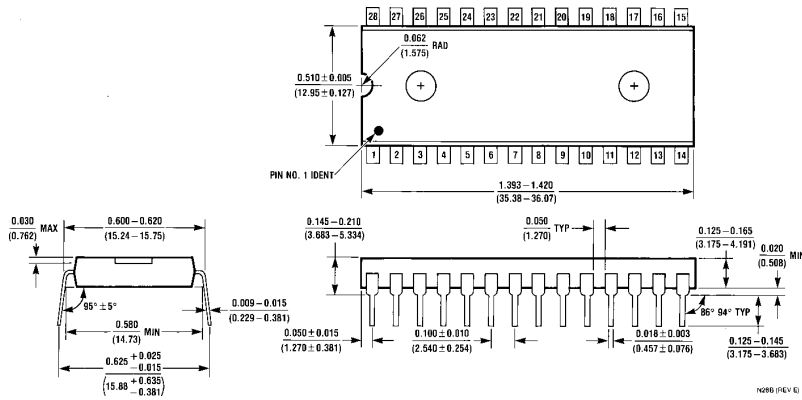 28 27 26 25 24 23 22 21 20 19 18 17 16 15
0.062
(1.575)
RAD
0.510 ± 0.005
(12.95 ± 0.127)
1 2 3 4 5 6 7 8 9 10 11 12 13 14
PIN NO. 1 IDENT
1.393 – 1.420
(35.38 – 36.07)
0.030
(0.762)
MAX
0.600 – 0.620
(15.24 – 15.75)
95° ± 5°
0.009 – 0.015
(0.229 – 0.381)
0.580
(14.73)
MIN
0.625 +0.025
-0.015
(15.88 +0.635
-0.381)
0.145 – 0.210
(3.683 – 5.334)
0.050
(1.270)
TYP
0.125 – 0.165
(3.175 – 4.191)
0.020
(0.508)
MIN
0.050 ± 0.015
(1.270 ± 0.381)
0.100 ± 0.010
(2.540 ± 0.254)
0.018 ± 0.003
(0.457 ± 0.076)
86° 94° TYP
0.125 – 0.145
(3.175 – 3.683)
N28B (REV E)